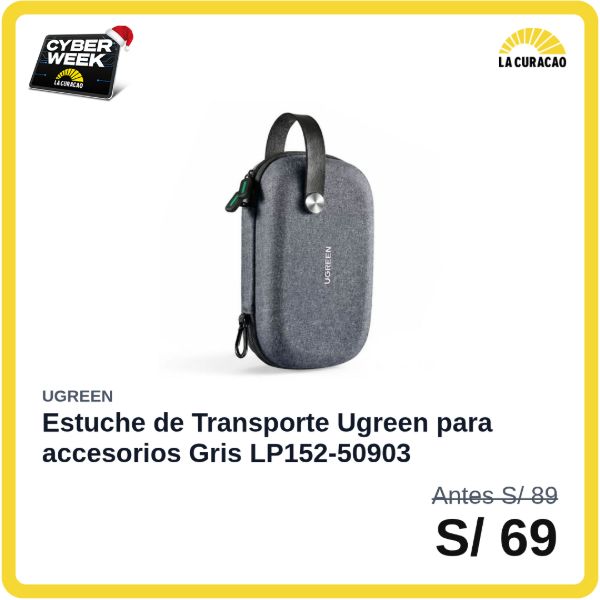 CYBER
WEEK
LA CURACAO
LA CURACAO
UGREEN
UGREEN
Estuche de Transporte Ugreen para
accesorios Gris LP152-50903
Antes S/ 89
S/ 69